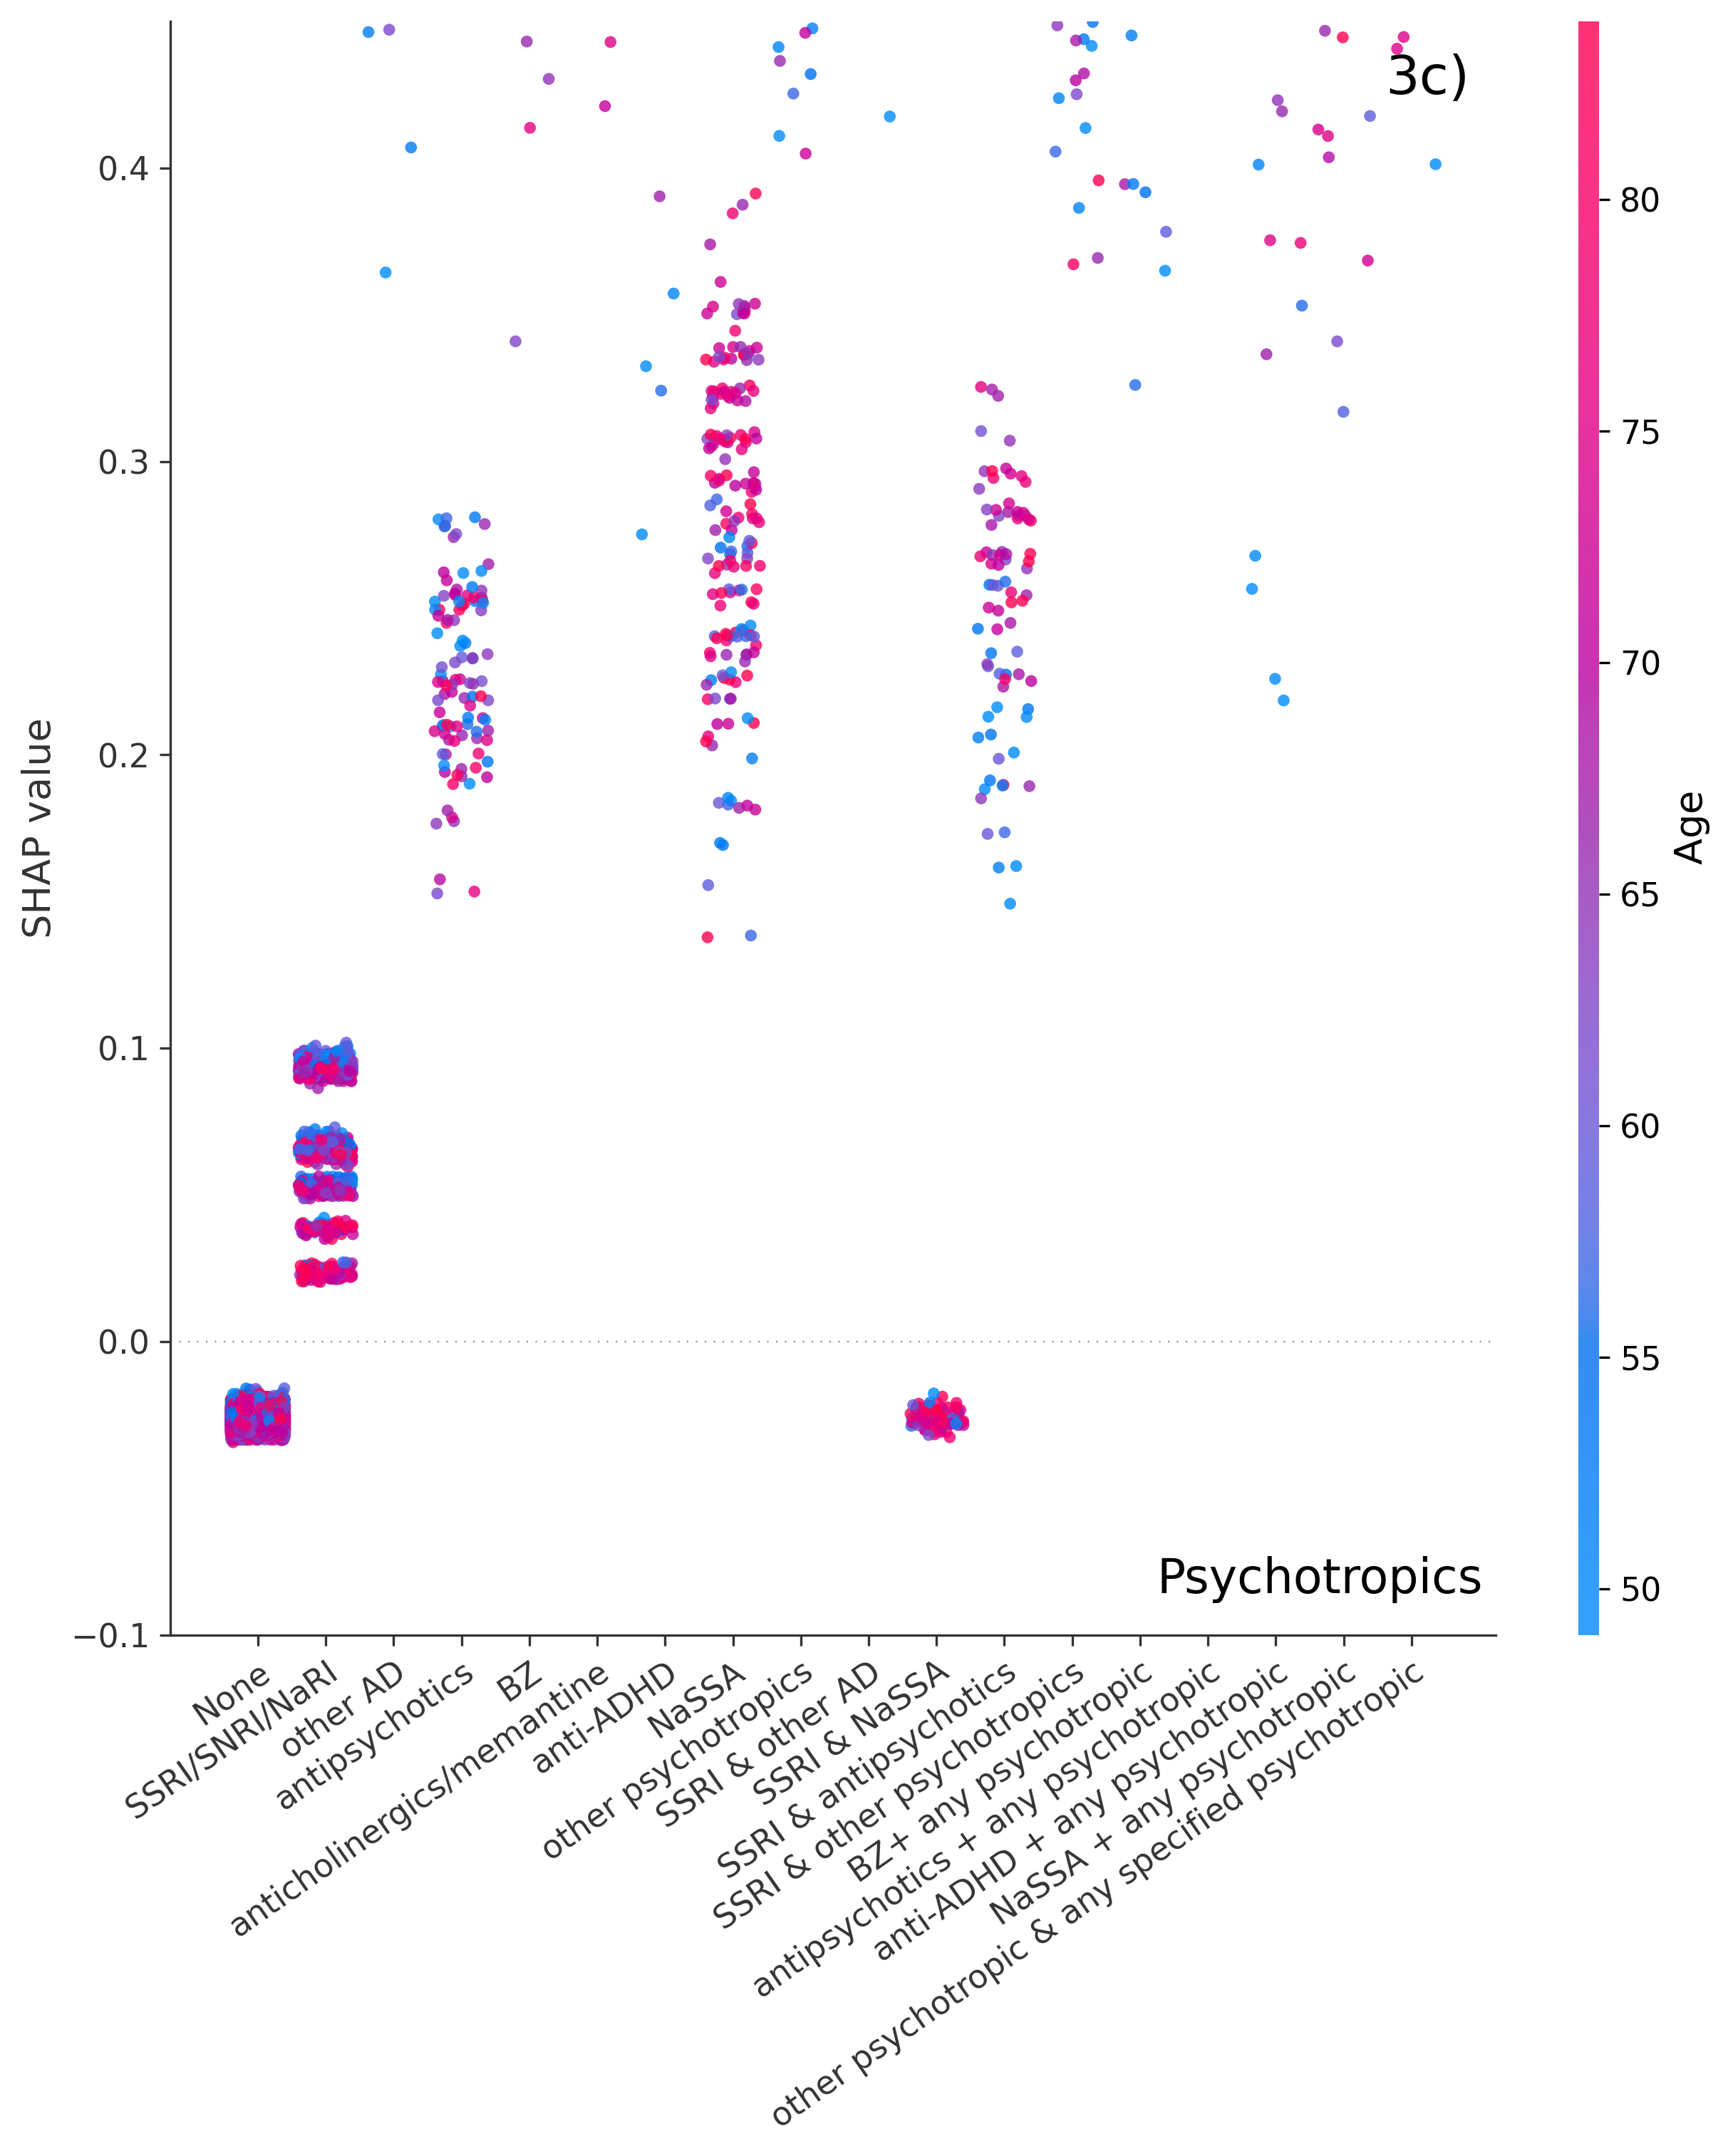 3c)
0.4
0.3
0.2
0.1
0.0
−0.1
SHAP value
Psychotropics
None
SSRI/SNRI/NaRI
other AD
antipsychotics
BZ
anticholinergics/memantine
anti-ADHD
NaSSA
other psychotropics
SSRI & other AD
SSRI & NaSSA
SSRI & antipsychotics
SSRI & other psychotropics
BZ+ any psychotropic
antipsychotics + any psychotropic
anti-ADHD + any psychotropic
NaSSA + any psychotropic
other psychotropic & any specified psychotropic
80
75
70
65
60
55
50
Age